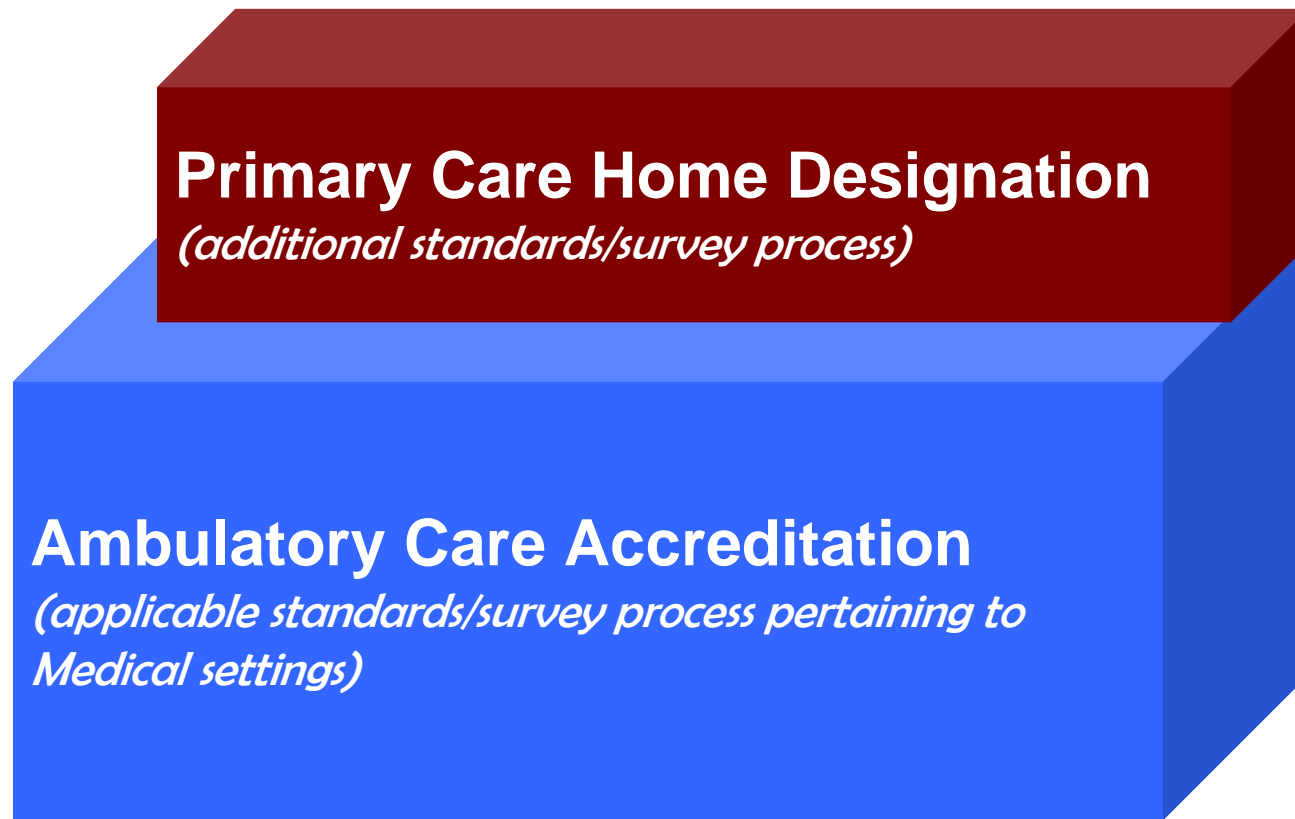 Primary Care Home Designation
(additional standards/survey process)
Ambulatory Care Accreditation
(applicable standards/survey process pertaining to
Medical settings)